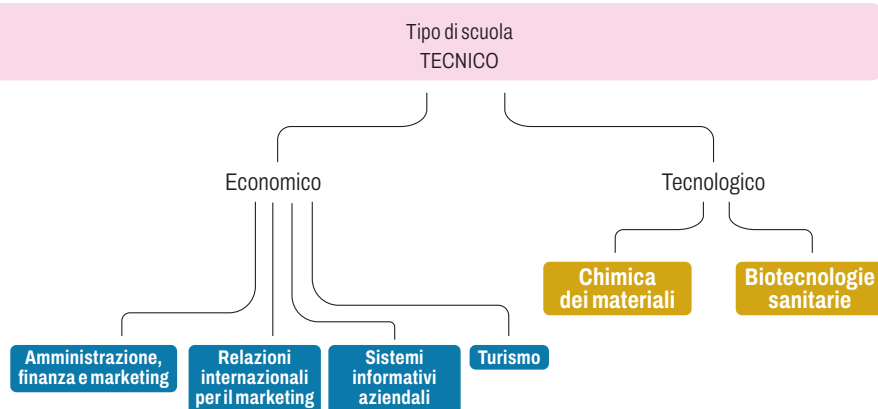 Tipo di scuola
TECNICO
Economico
Tecnologico
Chimica
dei materiali
Biotecnologie
sanitarie
Amministrazione,
finanza e marketing
Relazioni
internazionali
per il marketing
Sistemi
informativi
aziendali
Turismo